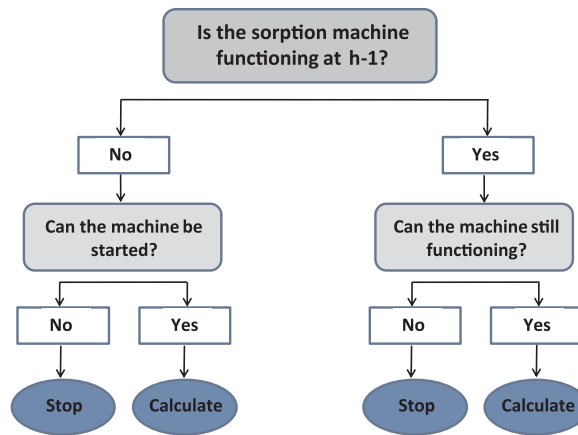 Is the sorption machine
functioning at h-1?
No
Yes
Can the machine be
started?
Can the machine still
functioning?
No
Yes
No
Yes
Stop
Calculate
Stop
Calculate